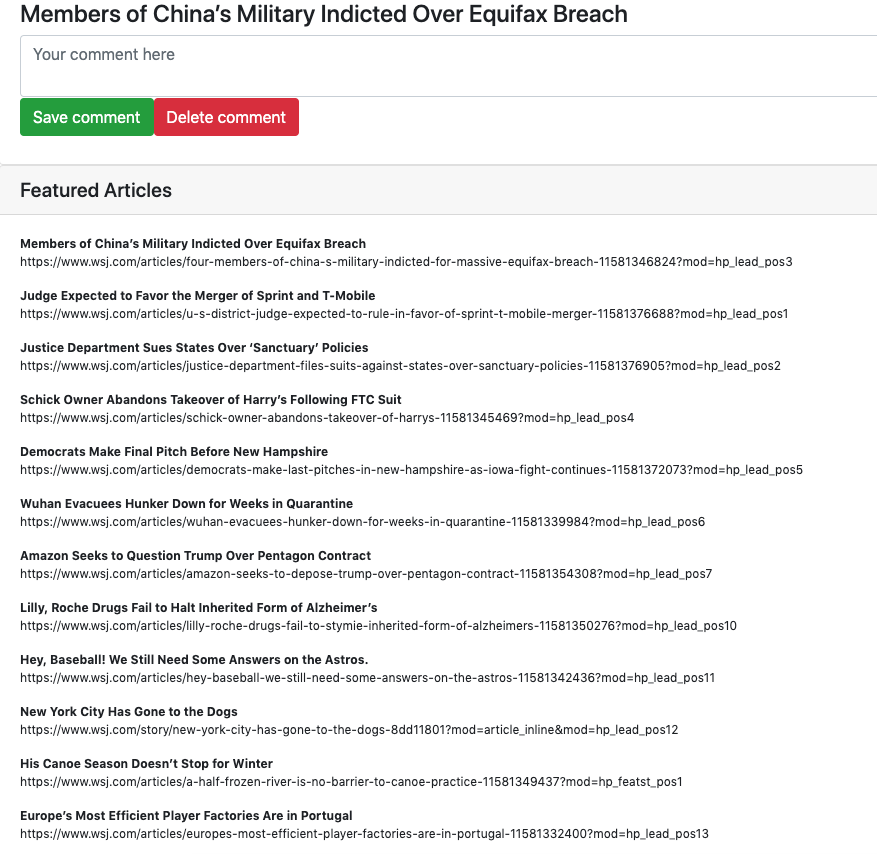 Members of China’s Military Indicted Over Equifax Breach
Your comment here
Save comment
Delete comment
Featured Articles
Members of China’s Military Indicted Over Equifax Breach
https://www.wsj.com/articles/four-members-of-china-s-military-indicted-for-massive-equifax-breach-11581346824?mod=hp_lead_pos3
Judge Expected to Favor the Merger of Sprint and T-Mobile
https://www.wsj.com/articles/u-s-district-judge-expected-to-rule-in-favor-of-sprint-t-mobile-merger-11581376688?mod=hp_lead_pos1
Justice Department Sues States Over ‘Sanctuary’ Policies
https://www.wsj.com/articles/justice-department-files-suits-against-states-over-sanctuary-policies-11581376905?mod=hp_lead_pos2
Schick Owner Abandons Takeover of Harry’s Following FTC Suit
https://www.wsj.com/articles/schick-owner-abandons-takeover-of-harrys-11581345469?mod=hp_lead_pos4
Democrats Make Final Pitch Before New Hampshire
https://www.wsj.com/articles/democrats-make-last-pitches-in-new-hampshire-as-iowa-fight-continues-11581372073?mod=hp_lead_pos5
Wuhan Evacuees Hunker Down for Weeks in Quarantine
https://www.wsj.com/articles/wuhan-evacuees-hunker-down-for-weeks-in-quarantine-11581339984?mod=hp_lead_pos6
Amazon Seeks to Question Trump Over Pentagon Contract
https://www.wsj.com/articles/amazon-seeks-to-depose-trump-over-pentagon-contract-11581354308?mod=hp_lead_pos7
Lilly, Roche Drugs Fail to Halt Inherited Form of Alzheimer’s
https://www.wsj.com/articles/lilly-roche-drugs-fail-to-stymie-inherited-form-of-alzheimers-11581350276?mod=hp_lead_pos10
Hey, Baseball! We Still Need Some Answers on the Astros.
https://www.wsj.com/articles/hey-baseball-we-still-need-some-answers-on-the-astros-11581342436?mod=hp_lead_pos11
New York City Has Gone to the Dogs
https://www.wsj.com/story/new-york-city-has-gone-to-the-dogs-8dd11801?mod=article_inline&mod=hp_lead_pos12
His Canoe Season Doesn’t Stop for Winter
https://www.wsj.com/articles/a-half-frozen-river-is-no-barrier-to-canoe-practice-11581349437?mod=hp_featst_pos1
Europe’s Most Efficient Player Factories Are in Portugal
https://www.wsj.com/articles/europes-most-efficient-player-factories-are-in-portugal-11581332400?mod=hp_lead_pos13